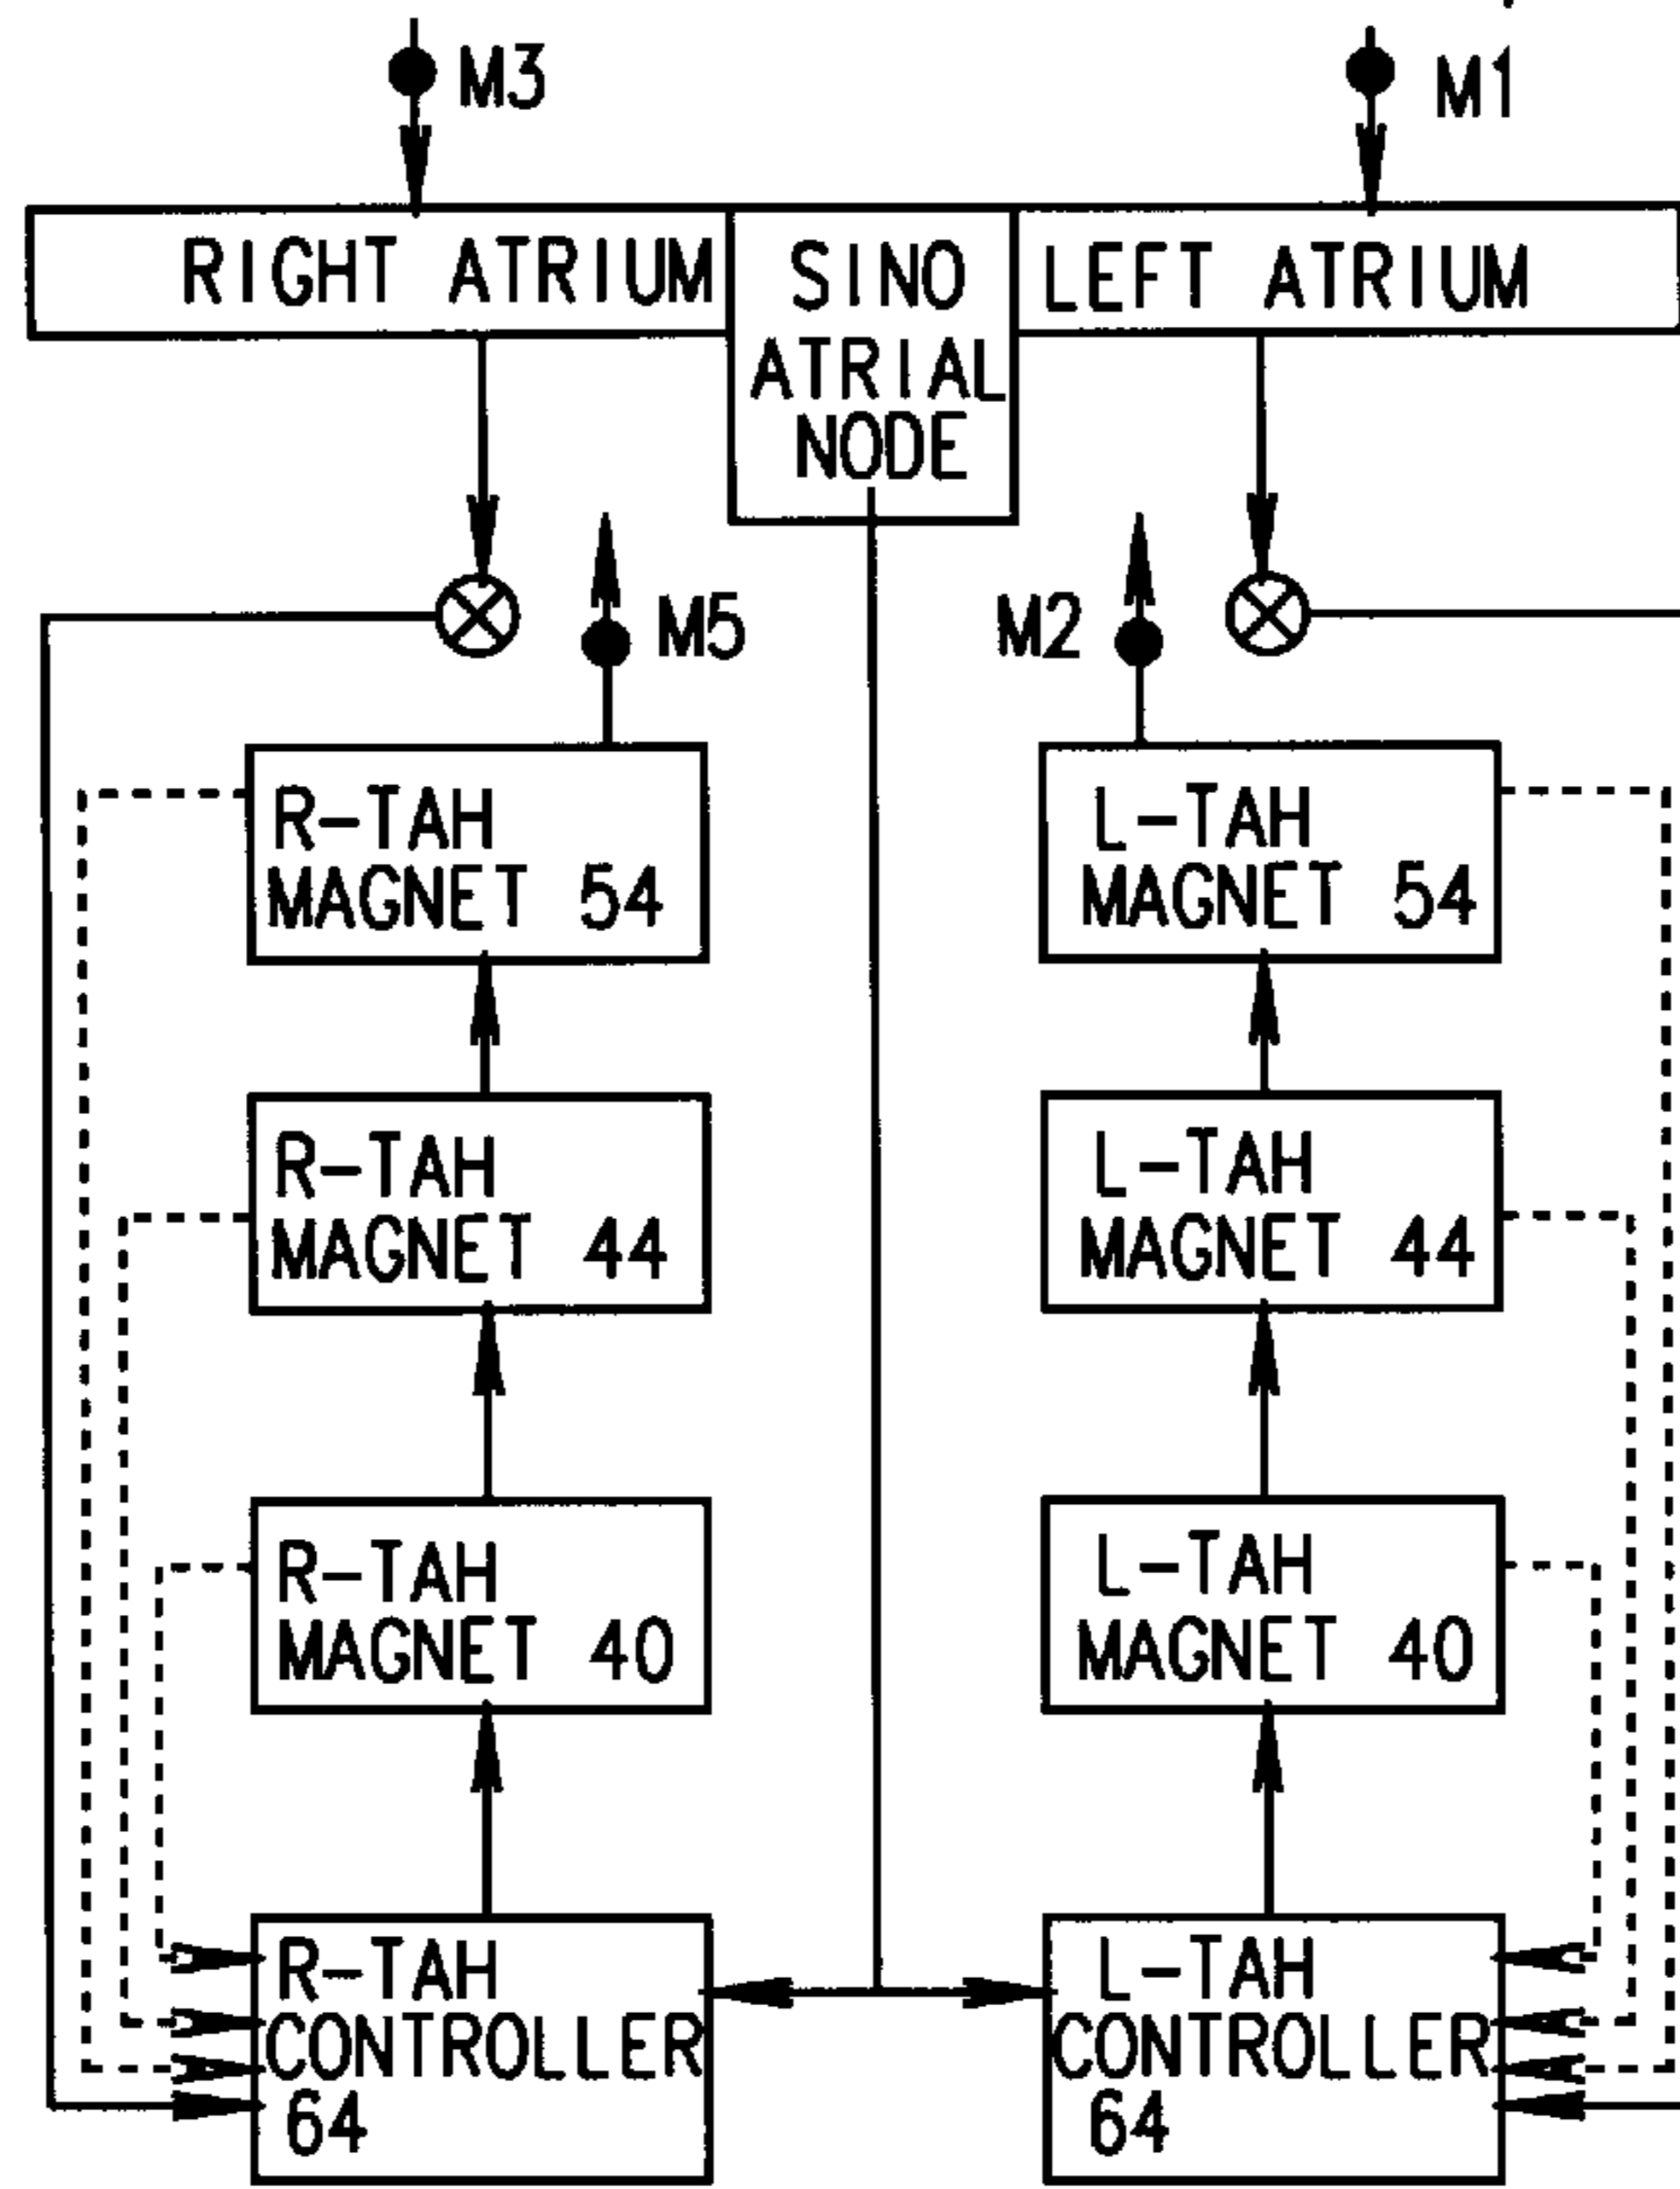 M3
M1
RIGHT ATRIUM
SINO
ATRIAL
NODE
LEFT ATRIUM
M5
M2
R-TAH
MAGNET 54
L-TAH
MAGNET 54
R-TAH
MAGNET 44
L-TAH
MAGNET 44
R-TAH
MAGNET 40
L-TAH
MAGNET 40
R-TAH
CONTROLLER
64
L-TAH
CONTROLLER
64